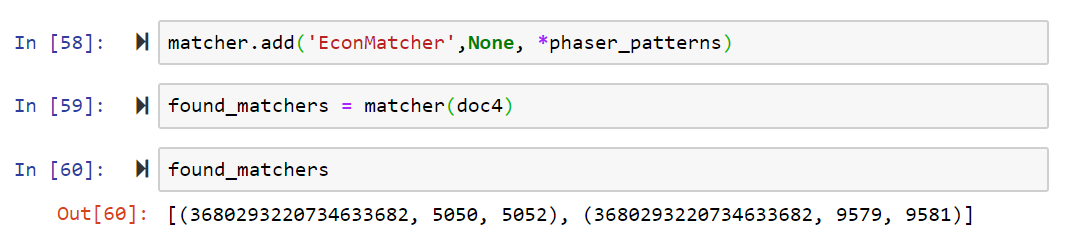 In [58]: matcher.add('EconMatcher',None, *phaser_patterns)
In [59]: found_matchers = matcher(doc4)
In [60]: found_matchers
Out[60]: [(3680293220734633682, 5050, 5052), (3680293220734633682, 9579, 9581)]